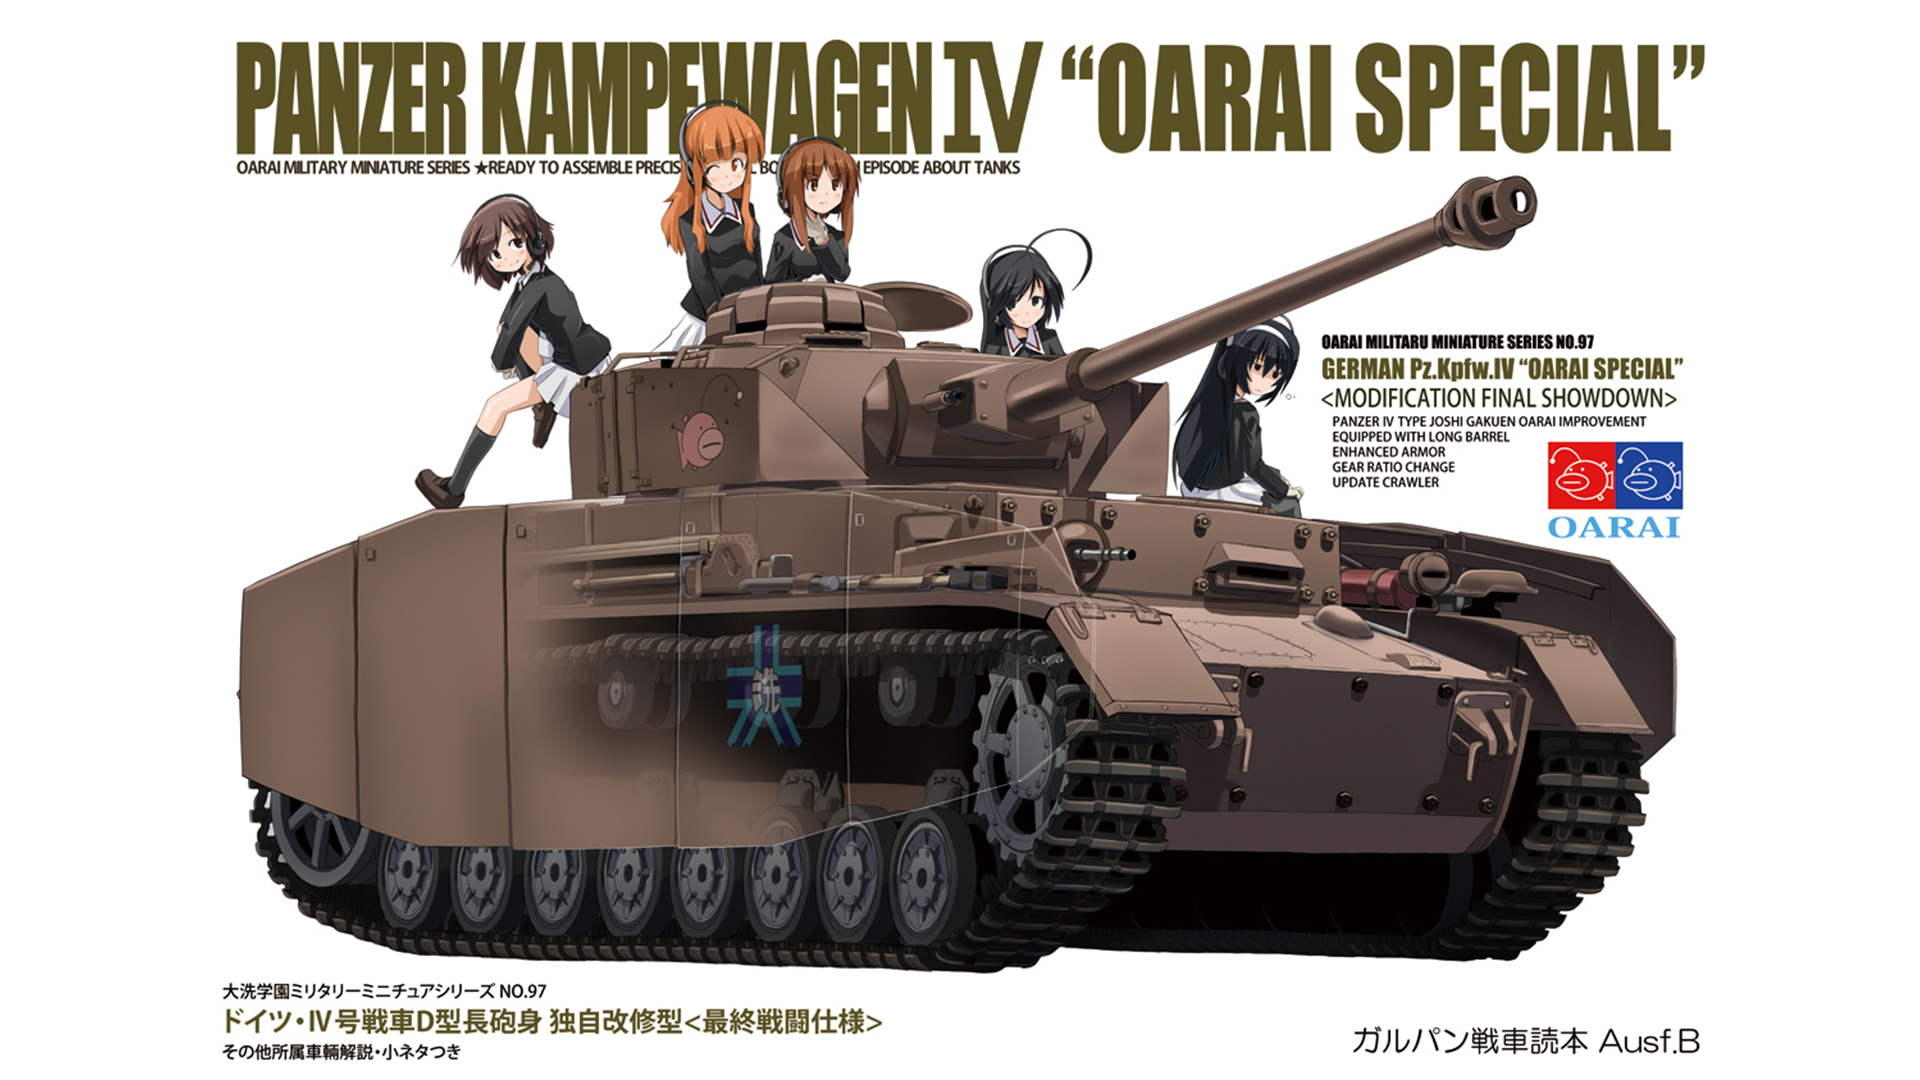 PANZER KAMPFWAGEN IV “OARAI SPECIAL”
OARAI MILITARY MINIATURE SERIES ★READY TO ASSEMBLE EPISODE ABOUT TANKS
OARAI MILITARU MINIATURE SERIES NO.97
GERMAN Pz.Kpfw.IV “OARAI SPECIAL”
<MODIFICATION FINAL SHOWDOWN>
PANZER IV TYPE JOSHI GAKUEN OARAI IMPROVEMENT
EQUIPPED WITH LONG BARREL
ENHANCED ARMOR
GEAR RATIO CHANGE
UPDATE CRAWLER
OARAI
洗
大洗学園ミリタリーミニチュアシリーズ NO.97
ドイツ・Ⅳ号戦車D型長砲身 独自改修型<最終戦闘仕様>
その他所属車輛解説・小ネタつき
ガルパン戦車読本 Ausf.B